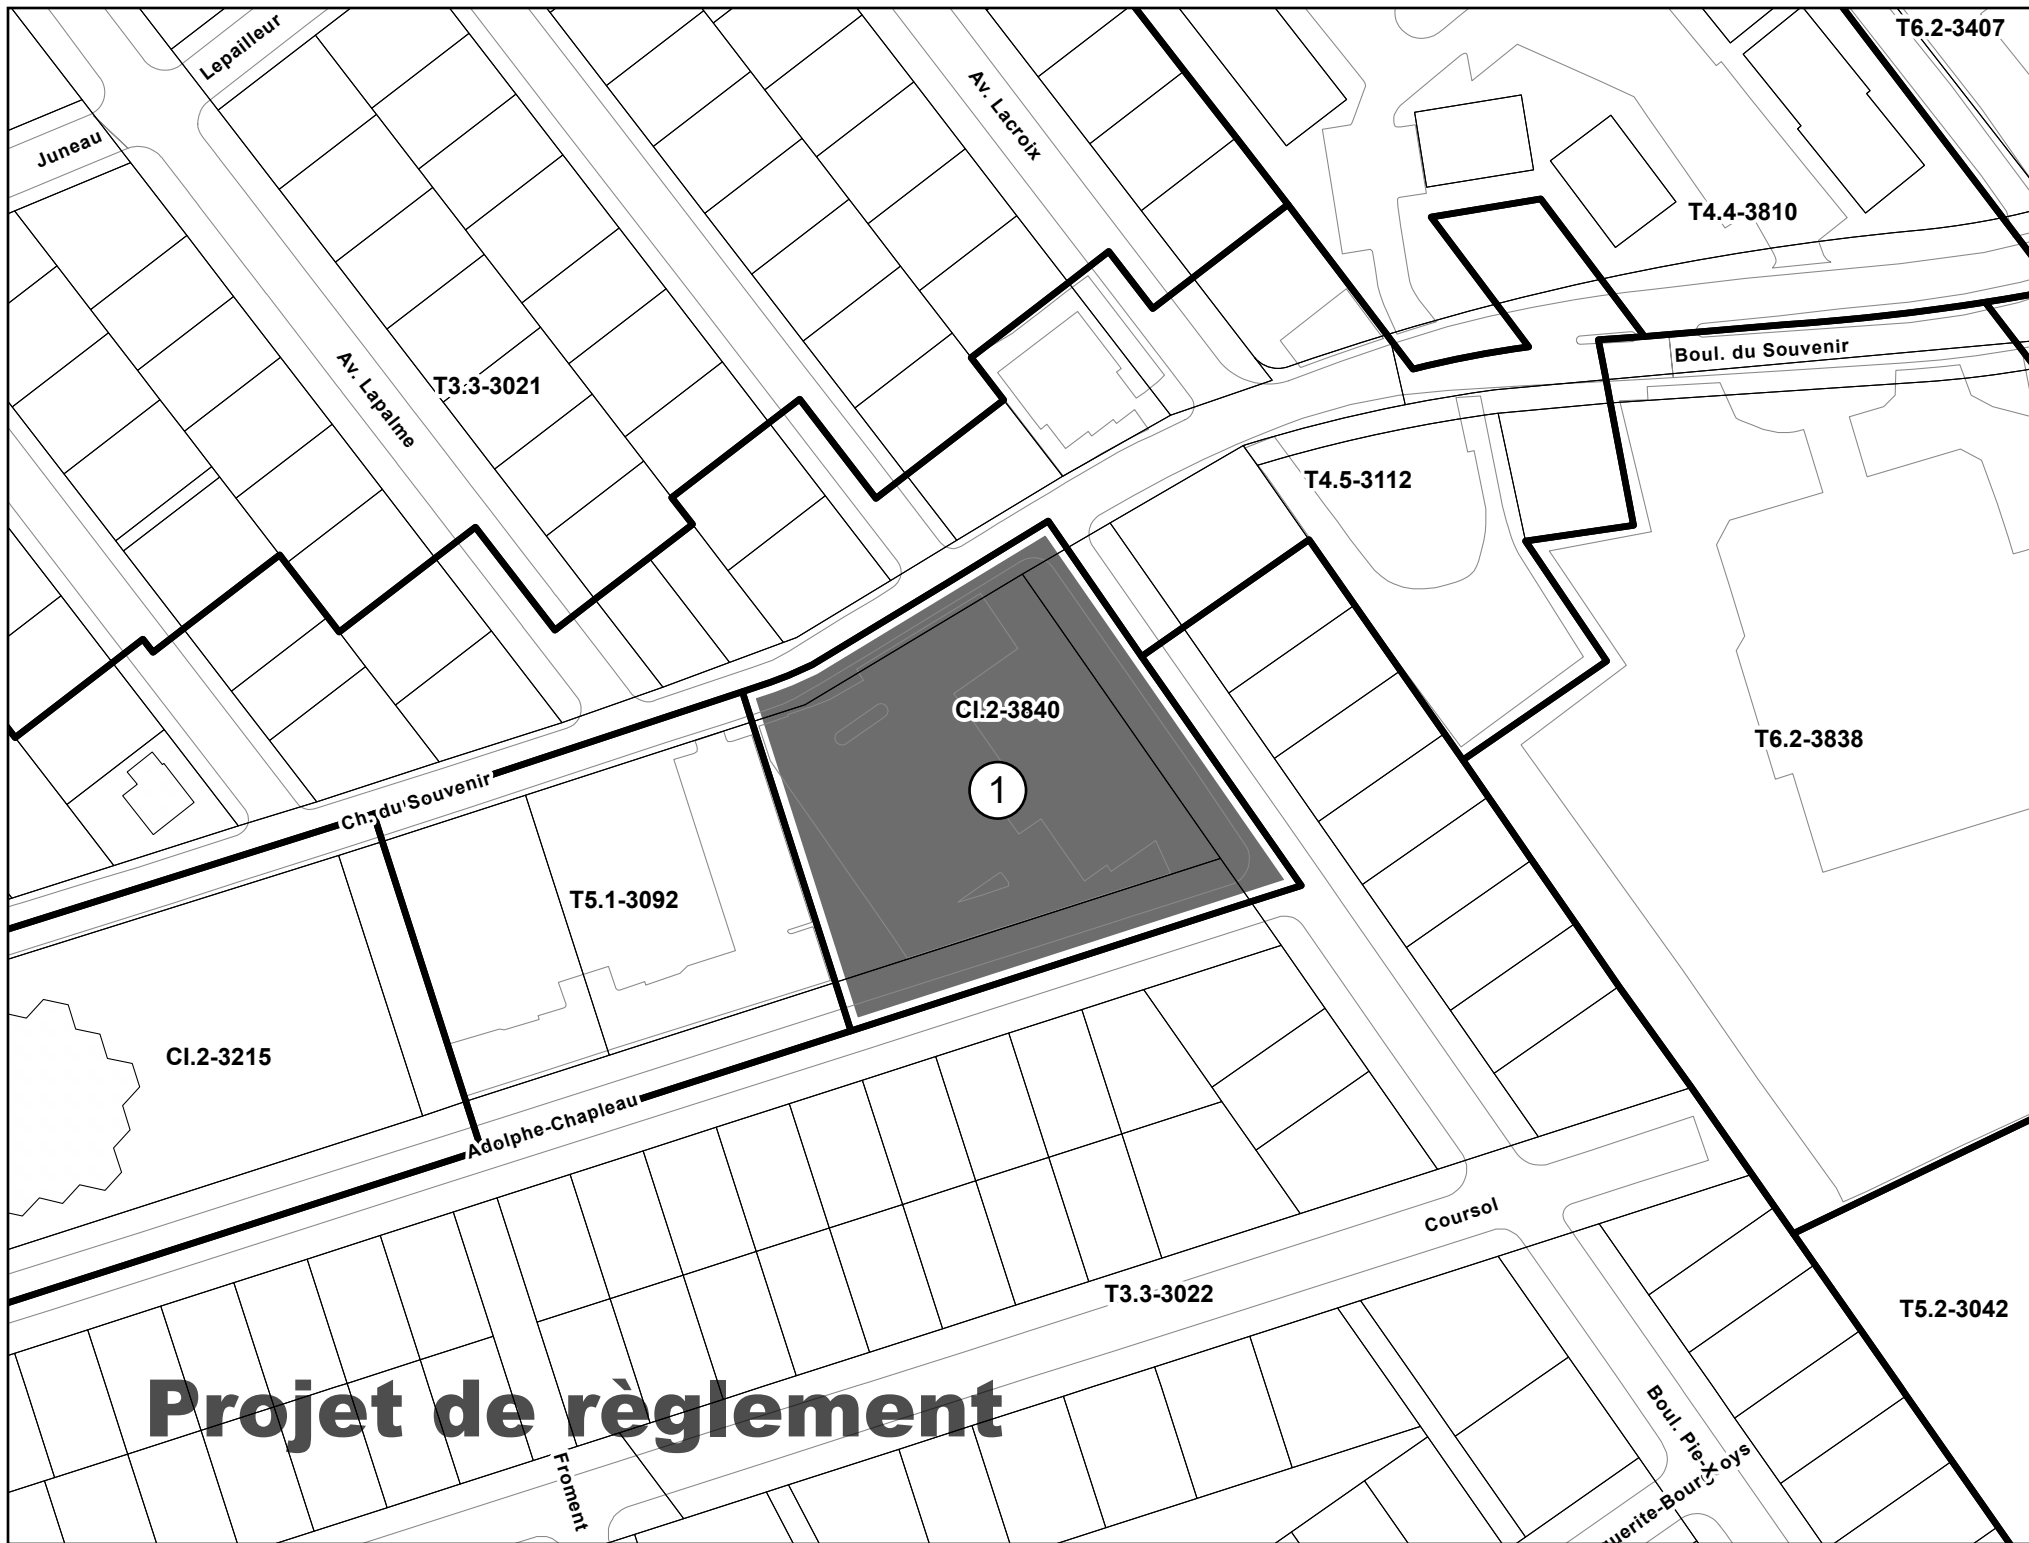 T6.2-3407
Lepailleur
Av. Lacroix
Juneau
T4.4-3810
Boul. du Souvenir
Av. Lapalme
T3.3-3021
T4.5-3112
CI.2-3840
1
T6.2-3838
Ch. du Souvenir
T5.1-3092
CI.2-3215
Adolphe-Chapleau
Coursol
T3.3-3022
T5.2-3042
Projet de règlement
Froment
Boul. Pie-X